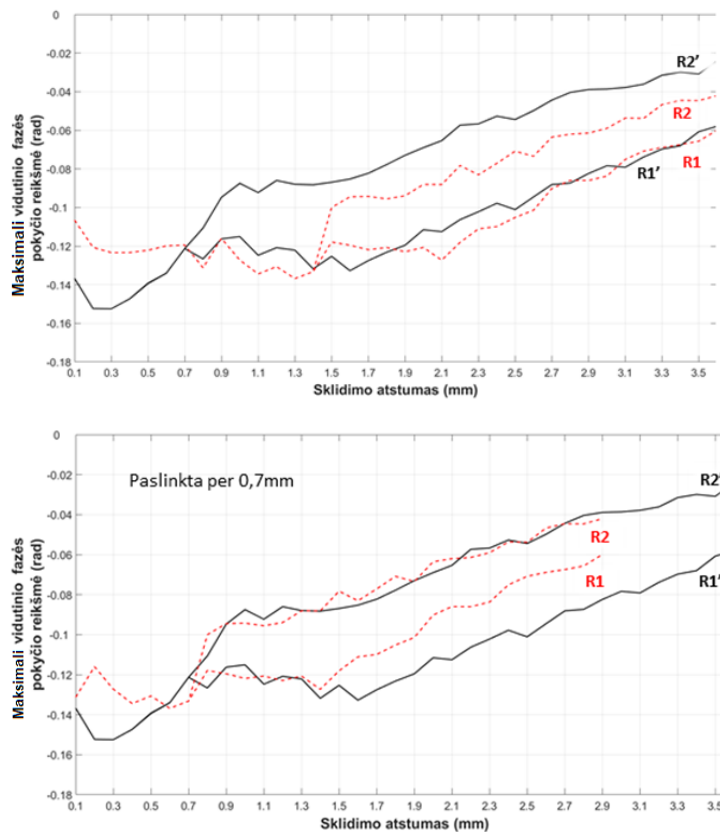 0
-0.02
-0.04
-0.06
-0.08
-0.1
-0.12
-0.14
-0.16
-0.18
Maksimali vidutinio fazės
pokyčio reikšmė (rad)
R2'
R2
R1'
R1
0.1 0.3 0.5 0.7 0.9 1.1 1.3 1.5 1.7 1.9 2.1 2.3 2.5 2.7 2.9 3.1 3.3 3.5
Sklidimo atstumas (mm)
0
-0.02
-0.04
-0.06
-0.08
-0.1
-0.12
-0.14
-0.16
-0.18
Maksimali vidutinio fazės
pokyčio reikšmė (rad)
Paslinkta per 0,7mm
R2'
R2
R1
R1'
0.1 0.3 0.5 0.7 0.9 1.1 1.3 1.5 1.7 1.9 2.1 2.3 2.5 2.7 2.9 3.1 3.3 3.5
Sklidimo atstumas (mm)